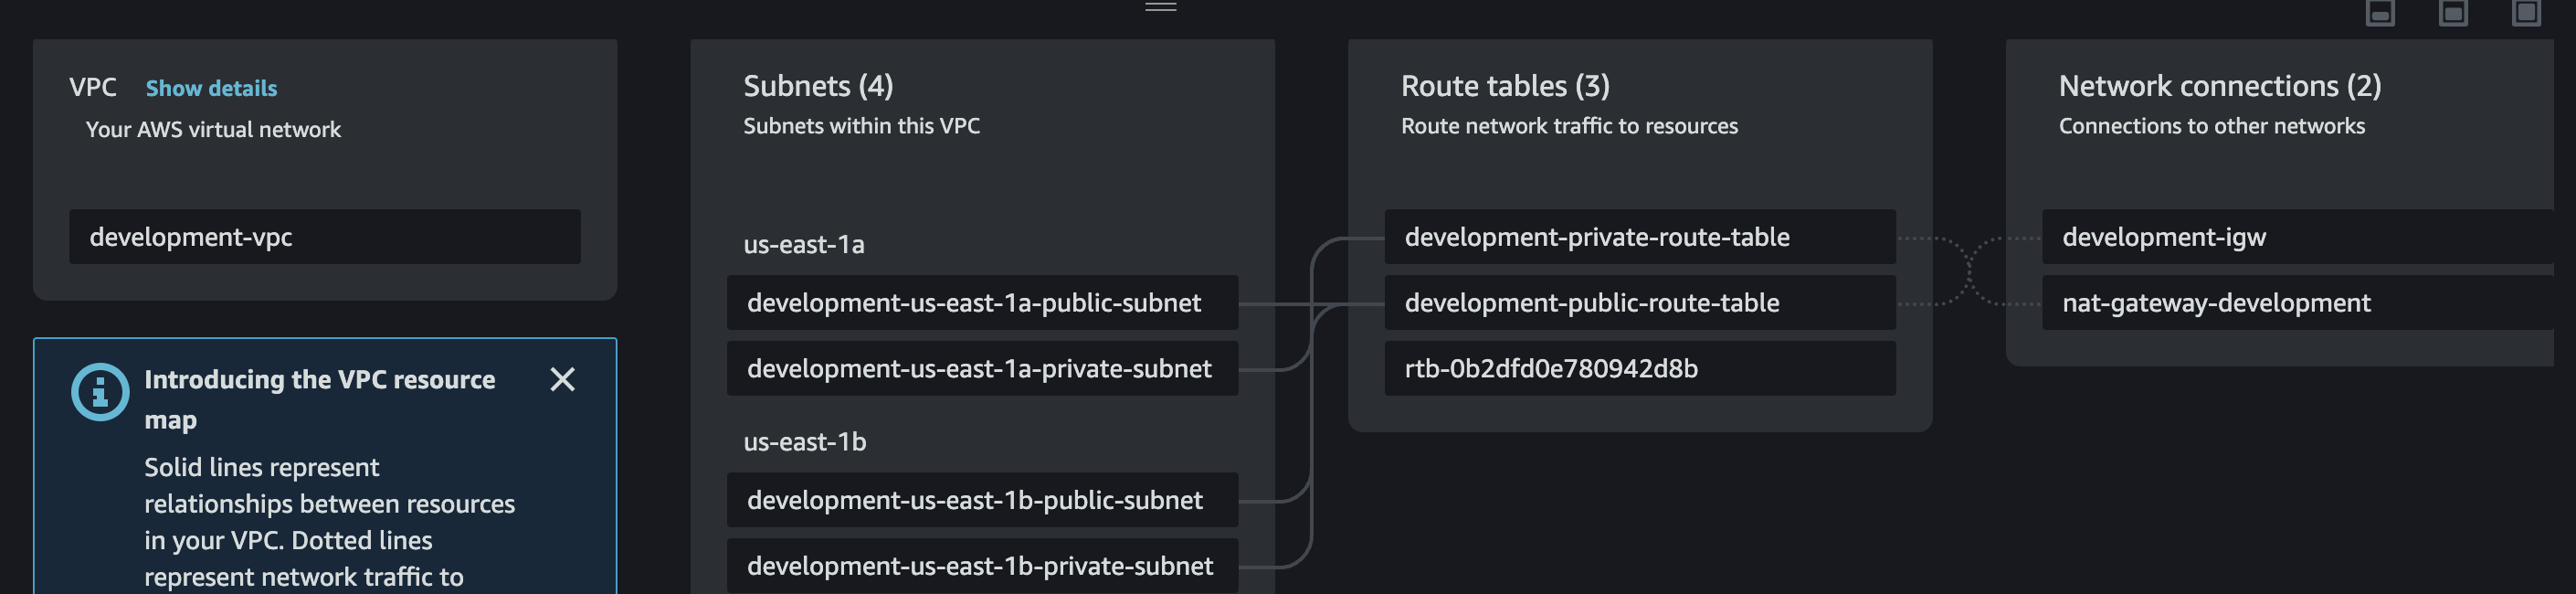 VPC Show details
Your AWS virtual network
development-vpc
Introducing the VPC resource
map
Solid lines represent
relationships between resources
in your VPC. Dotted lines
represent network traffic to
Subnets (4)
Subnets within this VPC
us-east-1a
development-us-east-1a-public-subnet
development-us-east-1a-private-subnet
us-east-1b
development-us-east-1b-public-subnet
development-us-east-1b-private-subnet
Route tables (3)
Route network traffic to resources
development-private-route-table
development-public-route-table
rtb-0b2dfd0e780942d8b
Network connections (2)
Connections to other networks
development-igw
nat-gateway-development